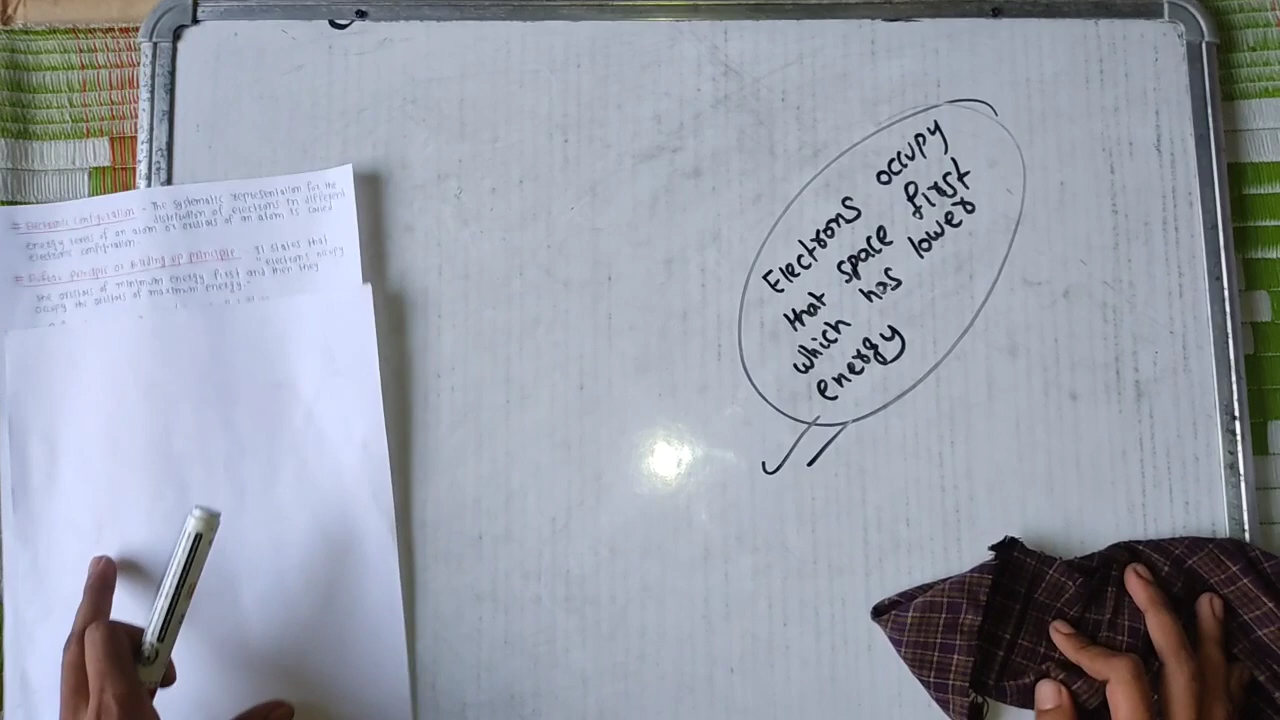 # Electronic Configuration - The systematic representation for the
distribution of electrons in different
energy levels of an atom or orbitals of an atom is called
electronic configuration.
# Aufbau Principle or Building up principle It states that
"electrons occupy
the orbitals of minimum energy first and then they
occupy the orbitals of maximum energy."
Electrons occupy
that space first
which has lower
energy